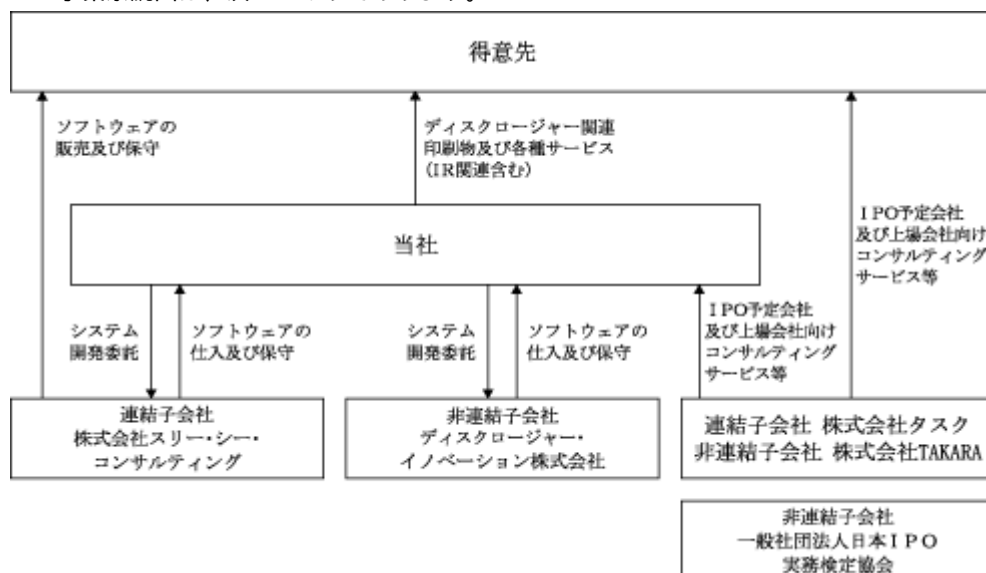 得意先
ソフトウェアの
販売及び保守
ディスクロージャー関連
印刷物及び各種サービス
(IR関連含む)
IPO予定会社
及び上場会社向け
コンサルティング
サービス等
当社
システム
開発委託
ソフトウェアの
仕入及び保守
システム
開発委託
ソフトウェアの
仕入及び保守
IPO予定会社
及び上場会社向け
コンサルティング
サービス等
連結子会社
株式会社スリー・シー・
コンサルティング
非連結子会社
ディスクロージャー・
イノベーション株式会社
連結子会社 株式会社タスク
非連結子会社 株式会社TAKARA
非連結子会社
一般社団法人日本IPO
実務検定協会